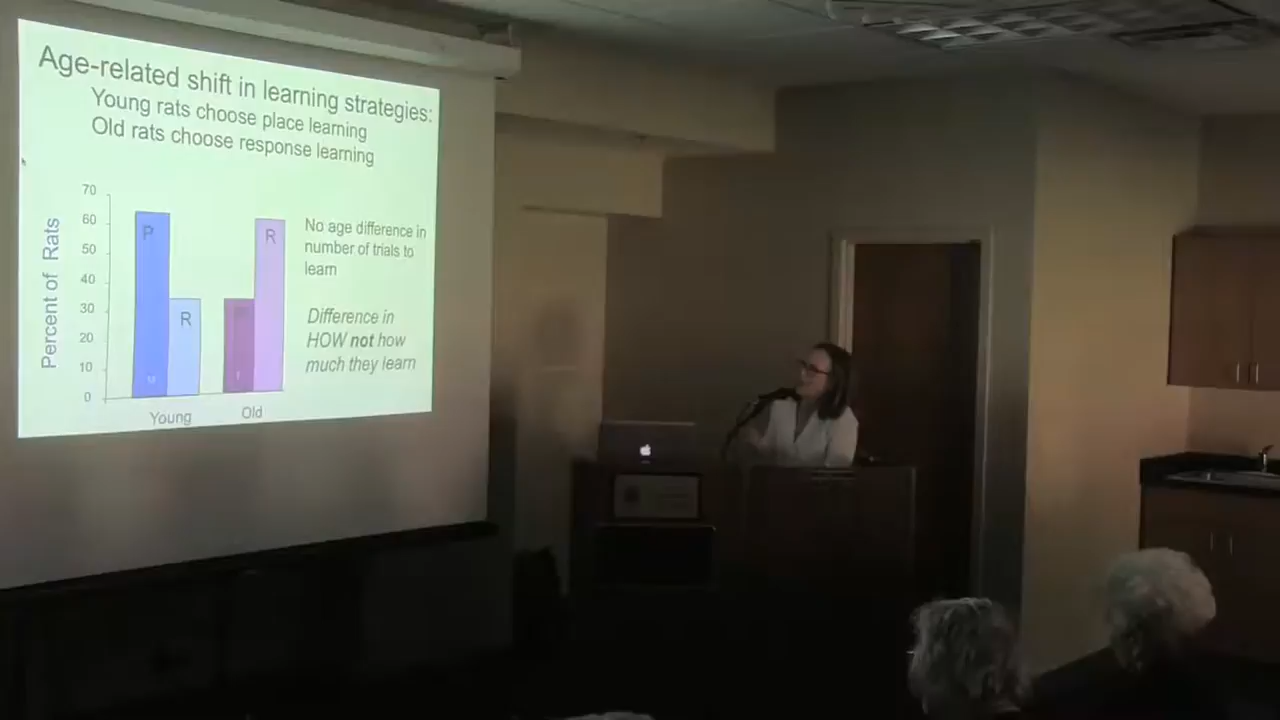 Age-related shift in learning strategies:
Young rats choose place learning
Old rats choose response learning
70
60
50
40
30
20
10
0
Percent of Rats
P
R
R
Young
Old
No age difference in
number of trials to
learn
Difference in
HOW not how
much they learn